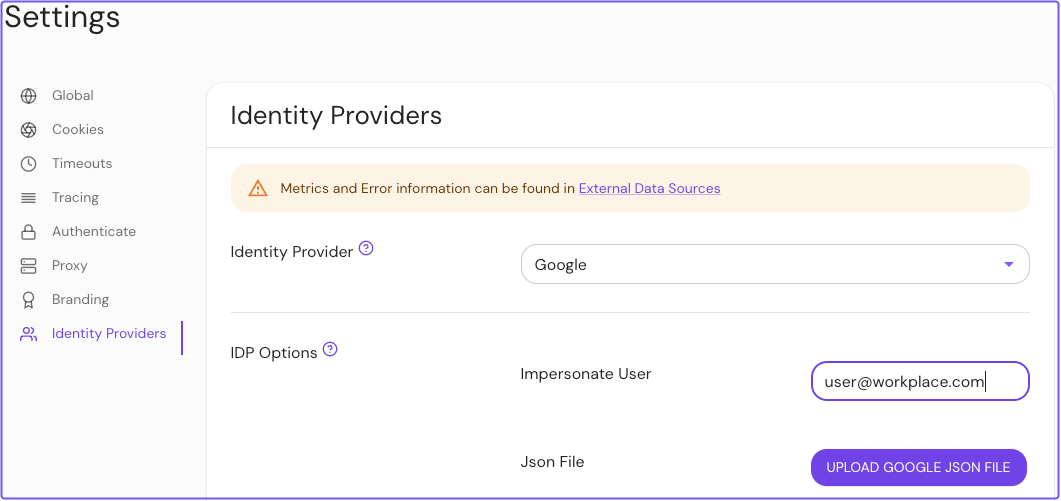 Settings
Global
Cookies
Timeouts
Tracing
Authenticate
Proxy
Branding
Identity Providers
Identity Providers
Metrics and Error information can be found in External Data Sources
Identity Provider ?
Google
IDP Options ?
Impersonate User
user@workplace.com
Json File
UPLOAD GOOGLE JSON FILE